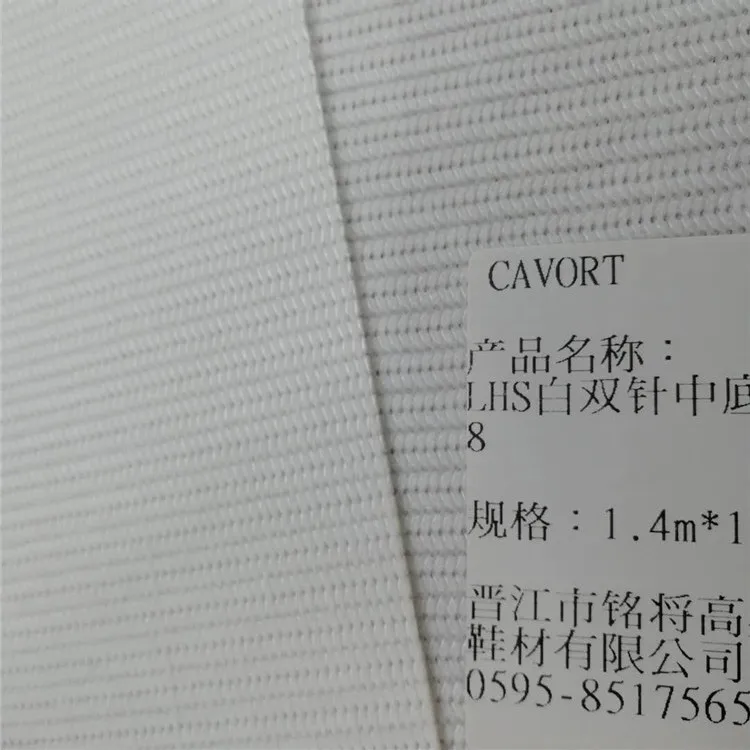 CAVORT
产品名称：
LHS白双针中底
8
规格：1.4m*1
晋江市铭将高
鞋材有限公司
0595-8517565